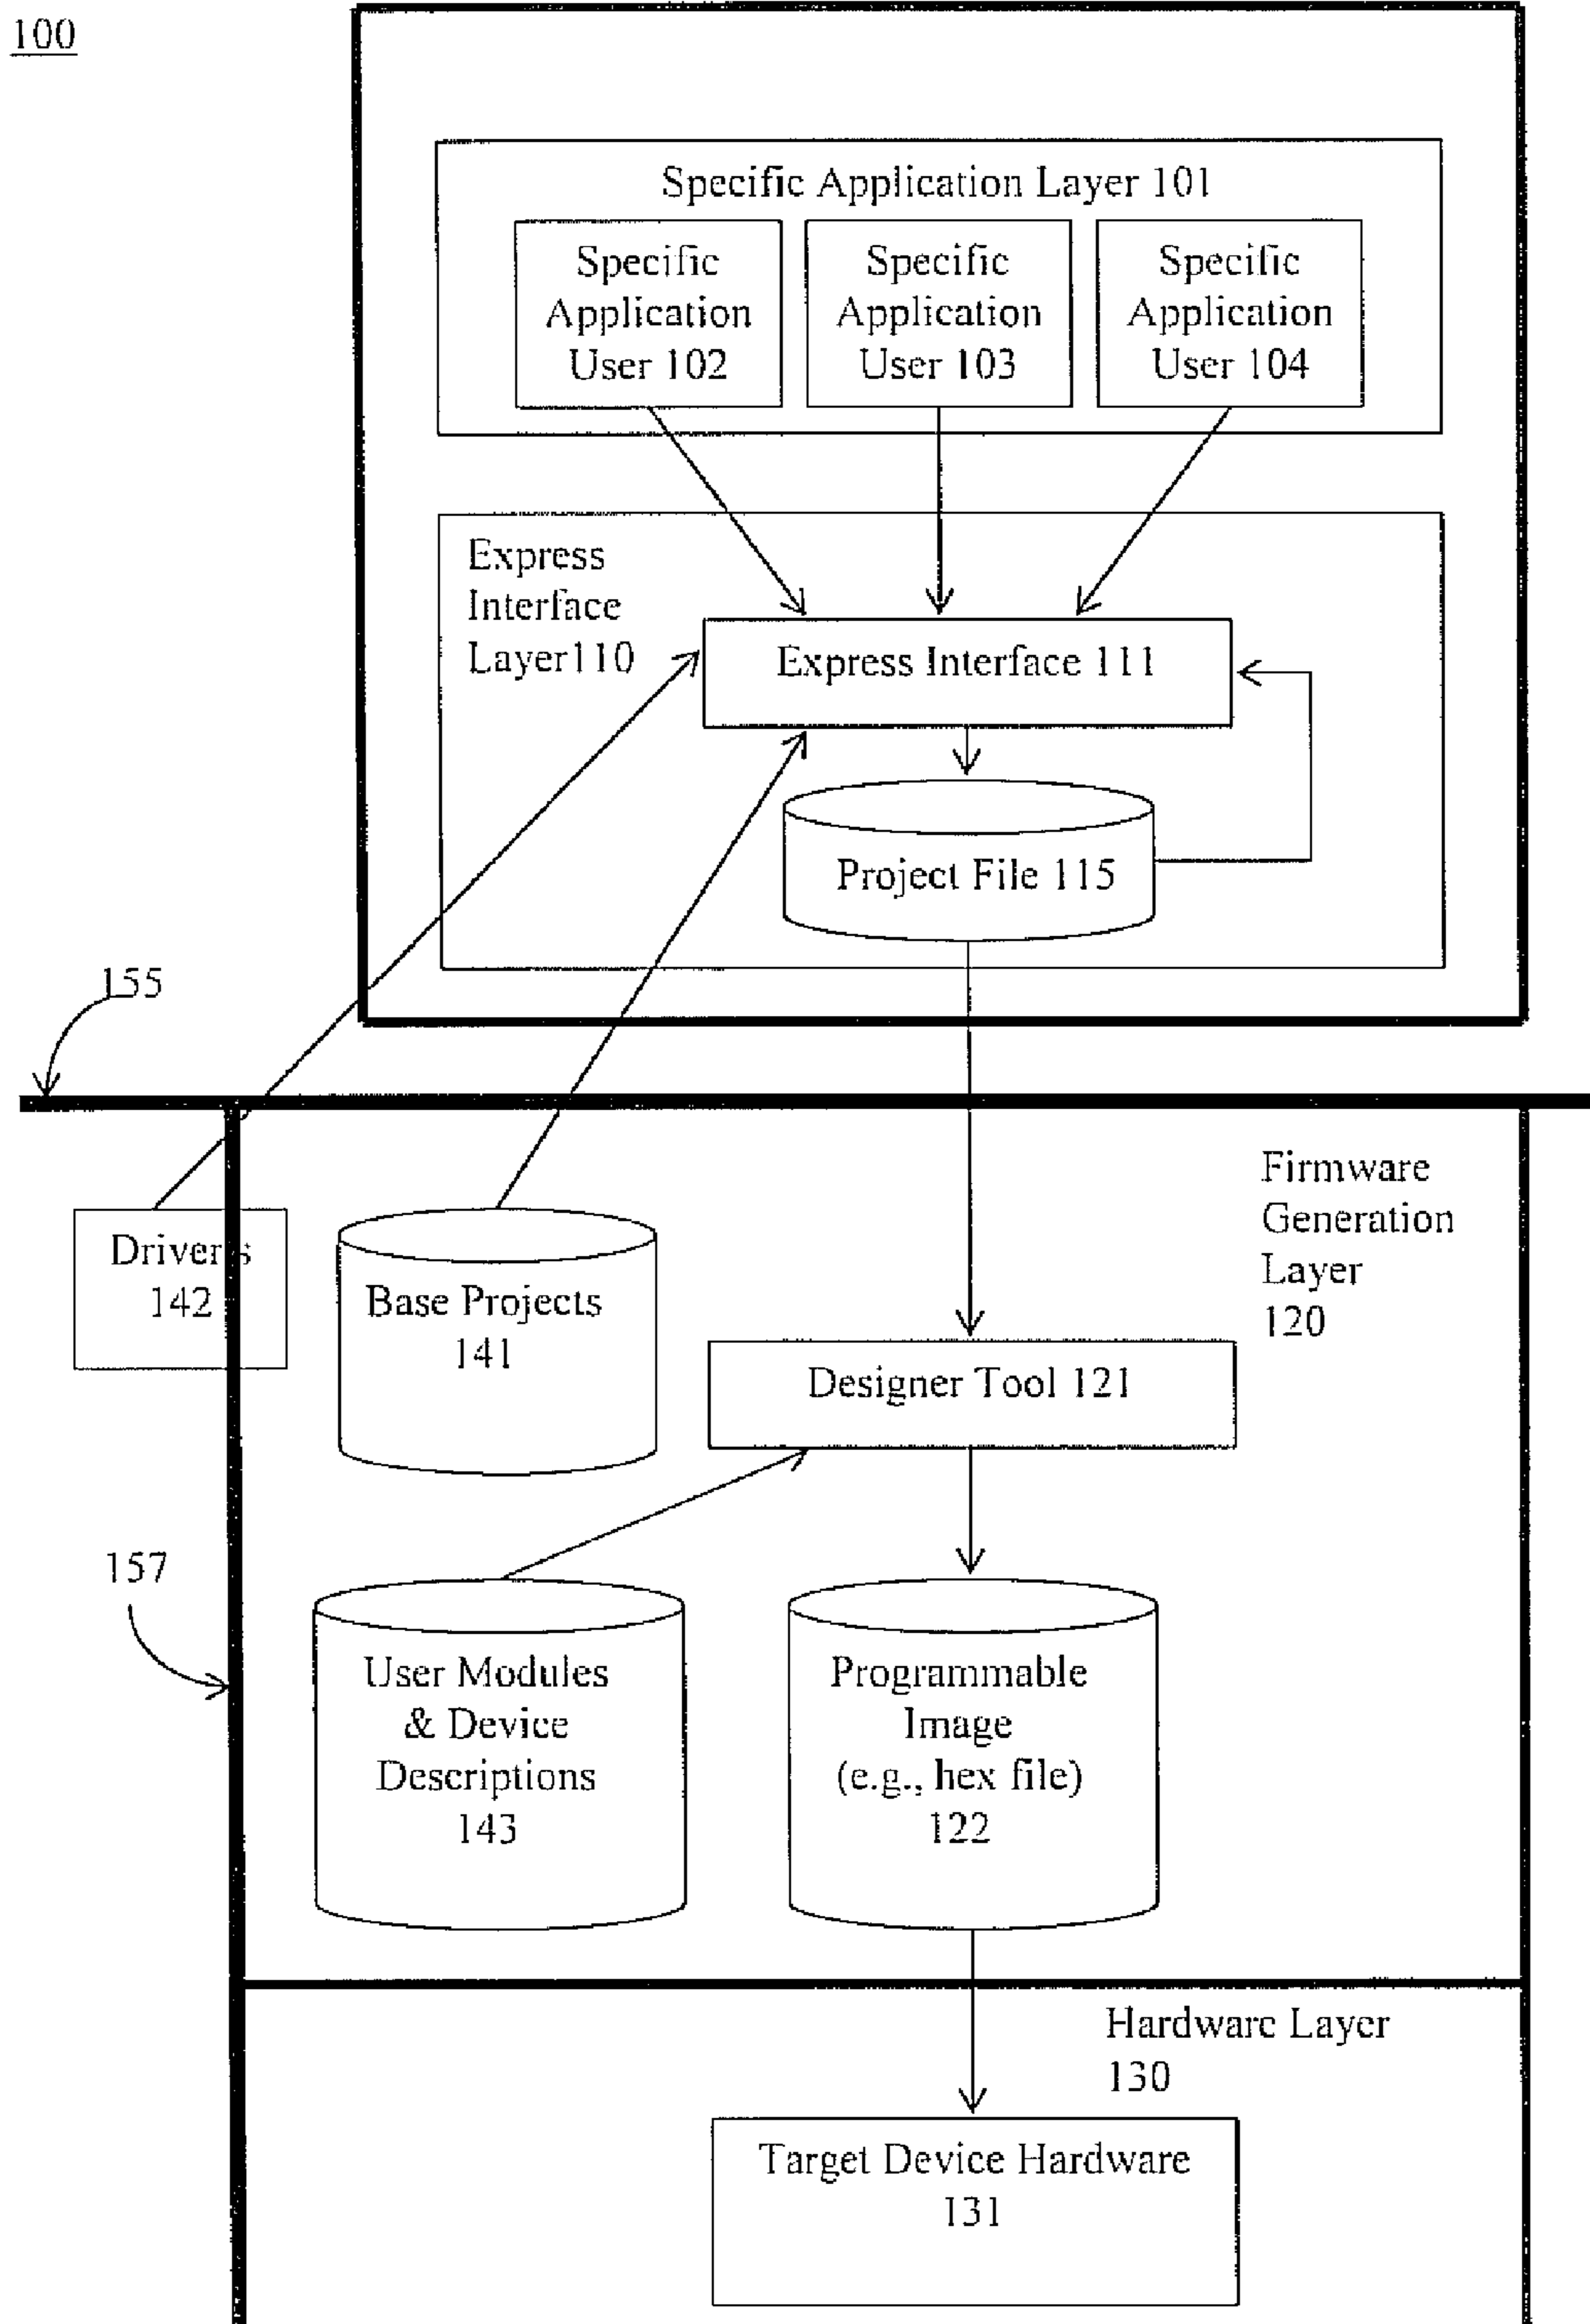 100
Specific Application Layer 101
Specific
Application
User 102
Specific
Application
User 103
Specific
Application
User 104
Express
Interface
Layer110
Express Interface 111
Project File 115
155
Firmware
Generation
Layer
120
Drivers
142
Base Projects
141
Designer Tool 121
157
User Modules
& Device
Descriptions
143
Programmable
Image
(e.g., hex file)
122
Hardware Layer
130
Target Device Hardware
131